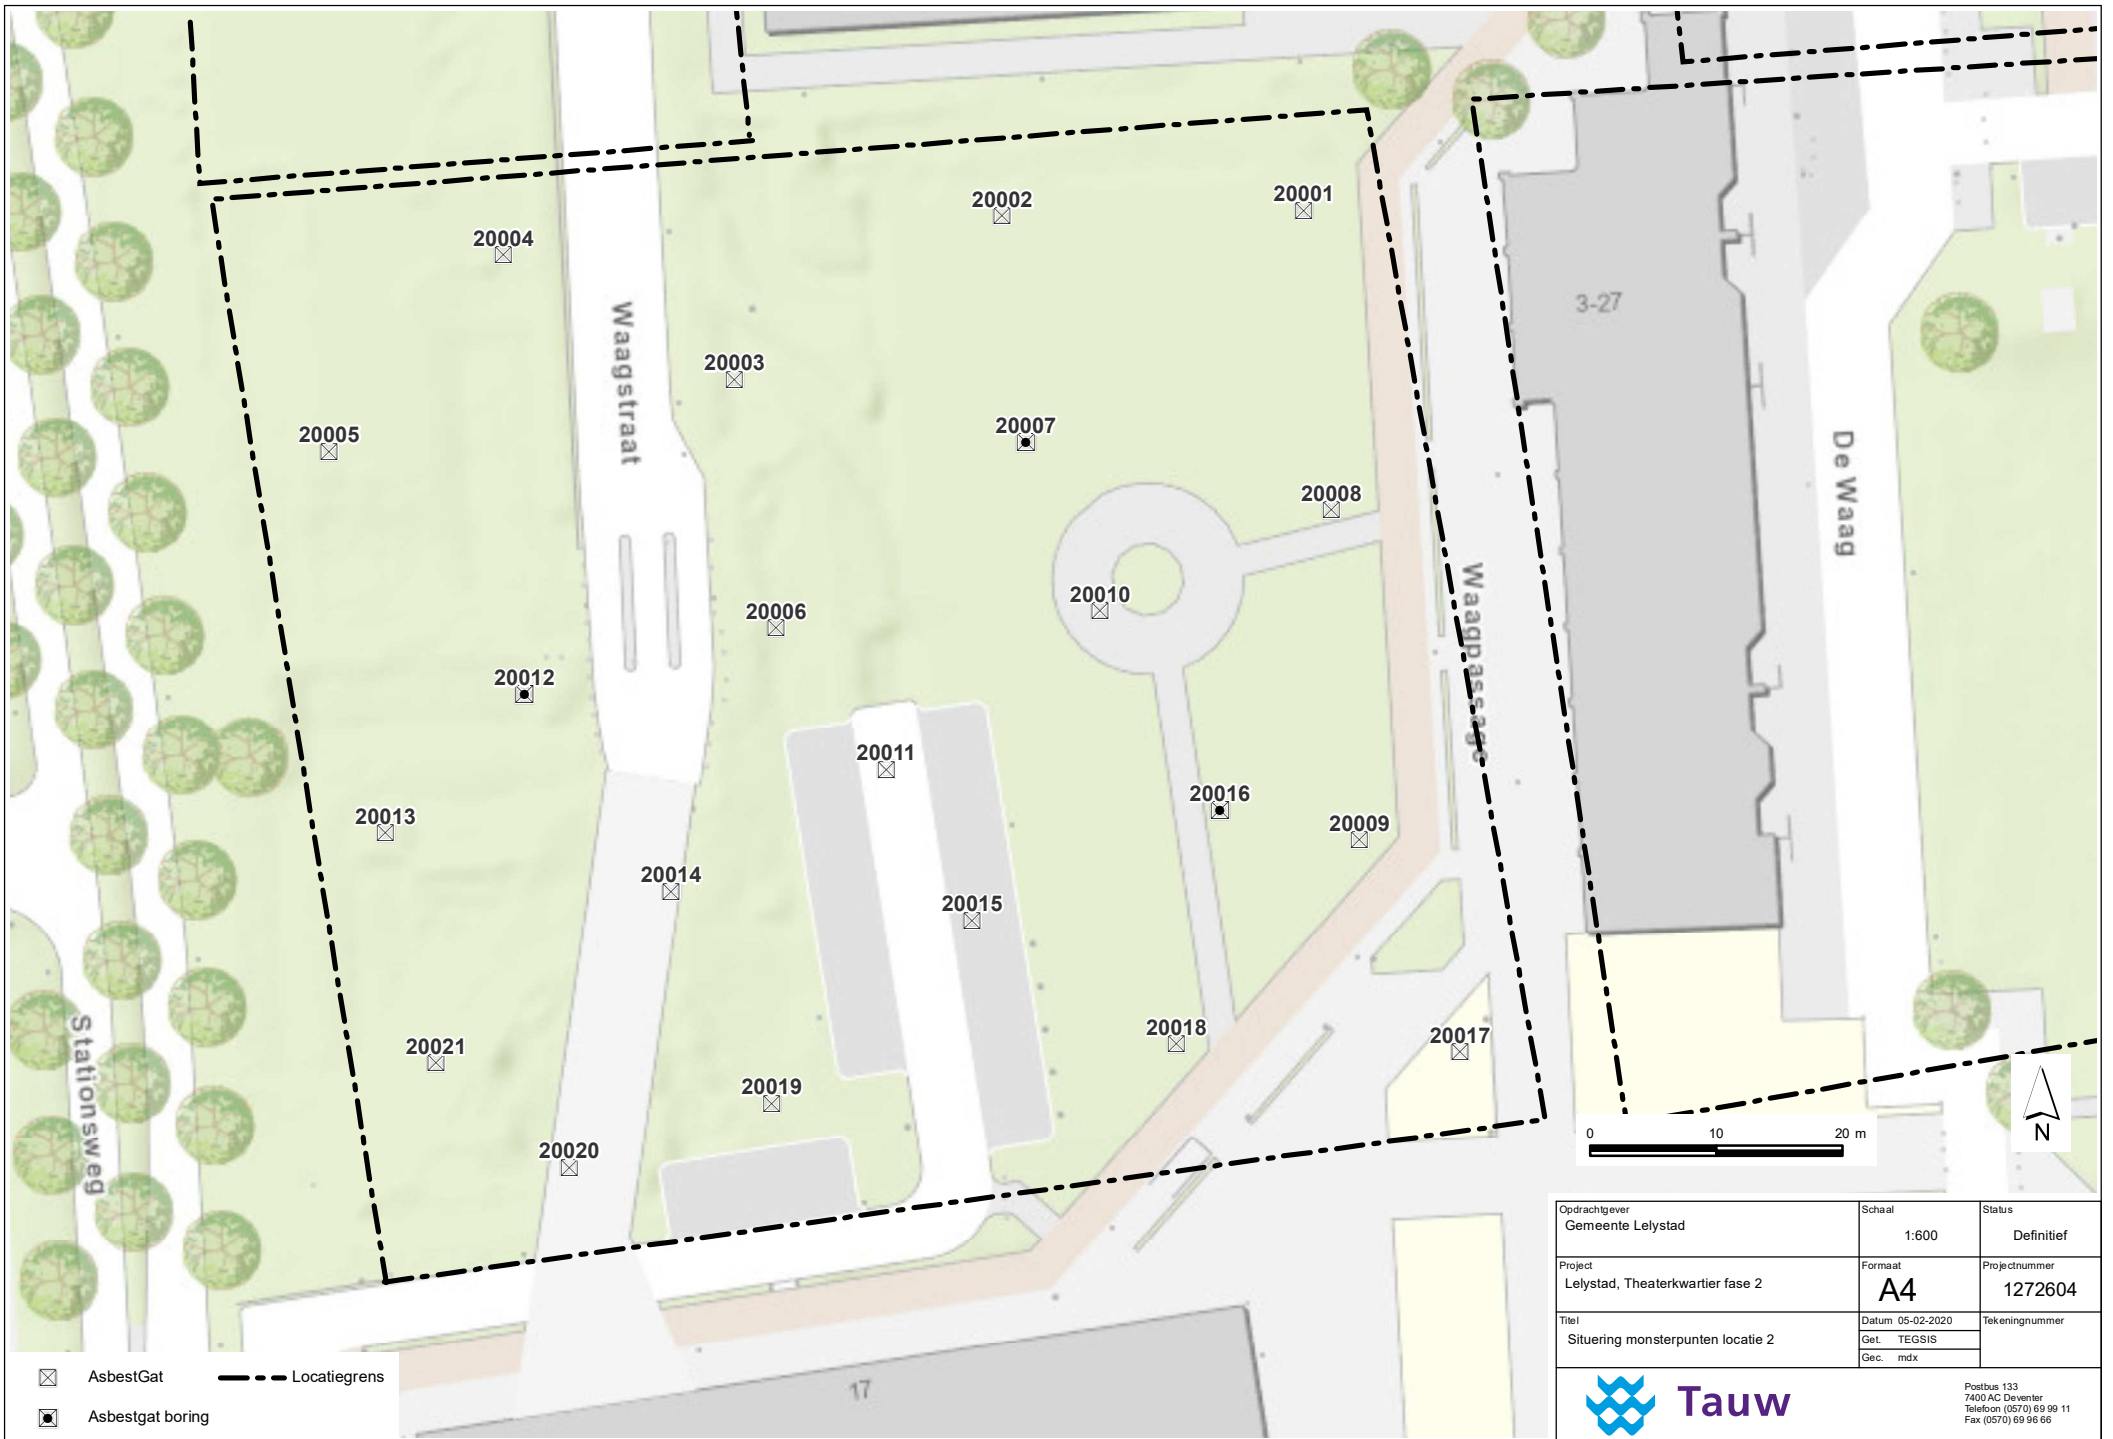 20002
20001
20004
3-27
Waagstraat
20003
20005
20007
De Waag
20008
20010
20006
Waagpassage
20012
20011
20016
20013
20009
20014
20015
Stationsweg
20018
20017
20021
20019
20020
0 10 20 m
N
17
AsbestGat
Locatiegrens
Asbestgat boring
Opdrachtgever
Gemeente Lelystad
Schaal
1:600
Status
Definitief
Project
Lelystad, Theaterkwartier fase 2
Formaat
A4
Projectnummer
1272604
Titel
Situering monsterpunten locatie 2
Datum 05-02-2020
Get. TEGSIS
Gec. mdx
Tekeningnummer
Tauw
Postbus 133
7400 AC Deventer
Telefoon (0570) 69 99 11
Fax (0570) 69 96 66